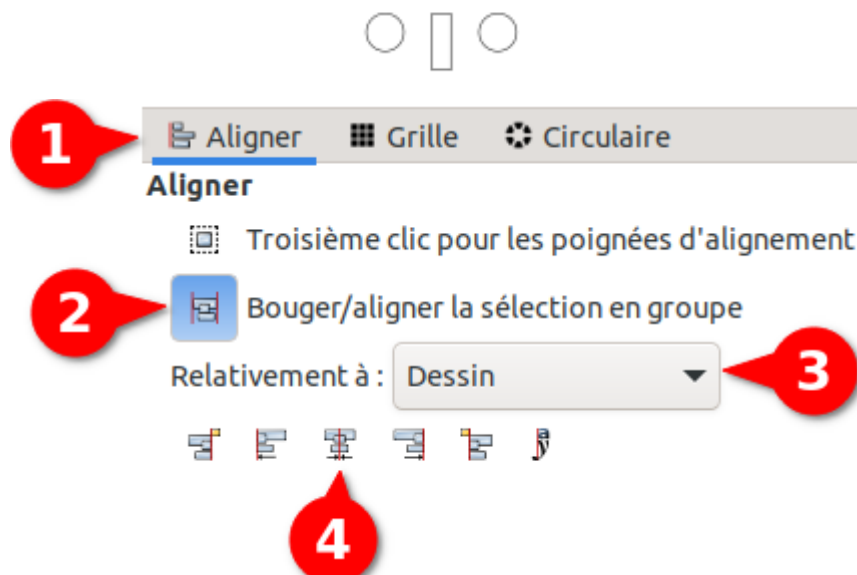 1 Aligner Grille Circulaire
Aligner
Troisième clic pour les poignées d'alignement
2 Bouger/aligner la sélection en groupe
Relativement à : Dessin 3
4